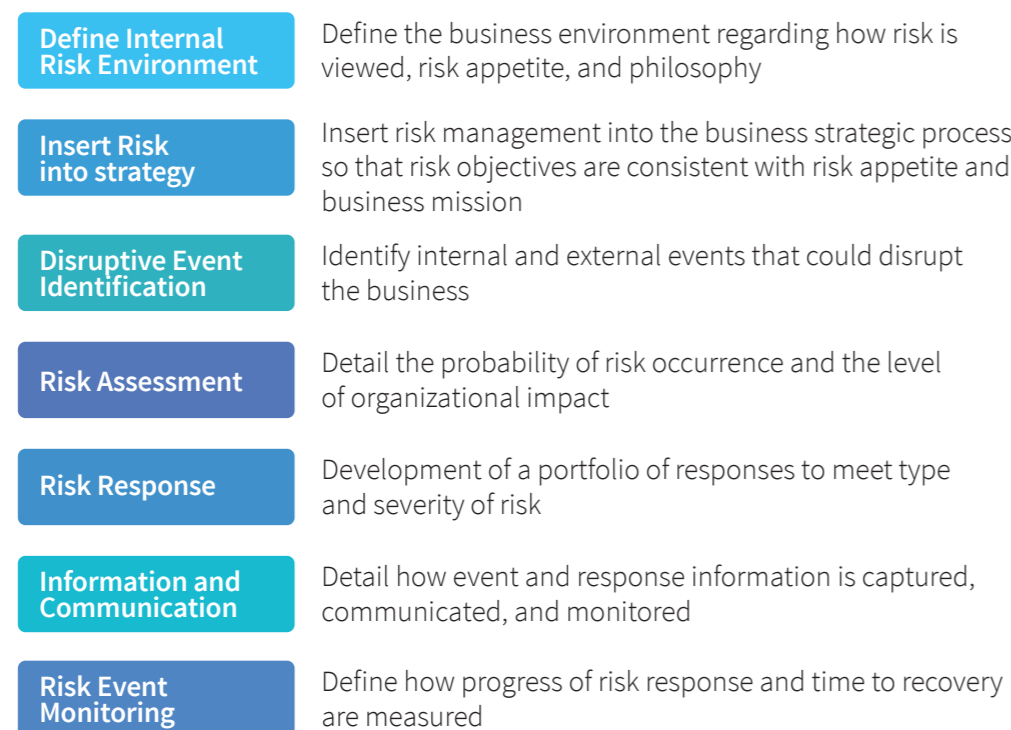 Define Internal
Risk Environment
Define the business environment regarding how risk is
viewed, risk appetite, and philosophy
Insert Risk
into strategy
Insert risk management into the business strategic process
so that risk objectives are consistent with risk appetite and
business mission
Disruptive Event
Identification
Identify internal and external events that could disrupt
the business
Risk Assessment
Detail the probability of risk occurrence and the level
of organizational impact
Risk Response
Development of a portfolio of responses to meet type
and severity of risk
Information and
Communication
Detail how event and response information is captured,
communicated, and monitored
Risk Event
Monitoring
Define how progress of risk response and time to recovery
are measured